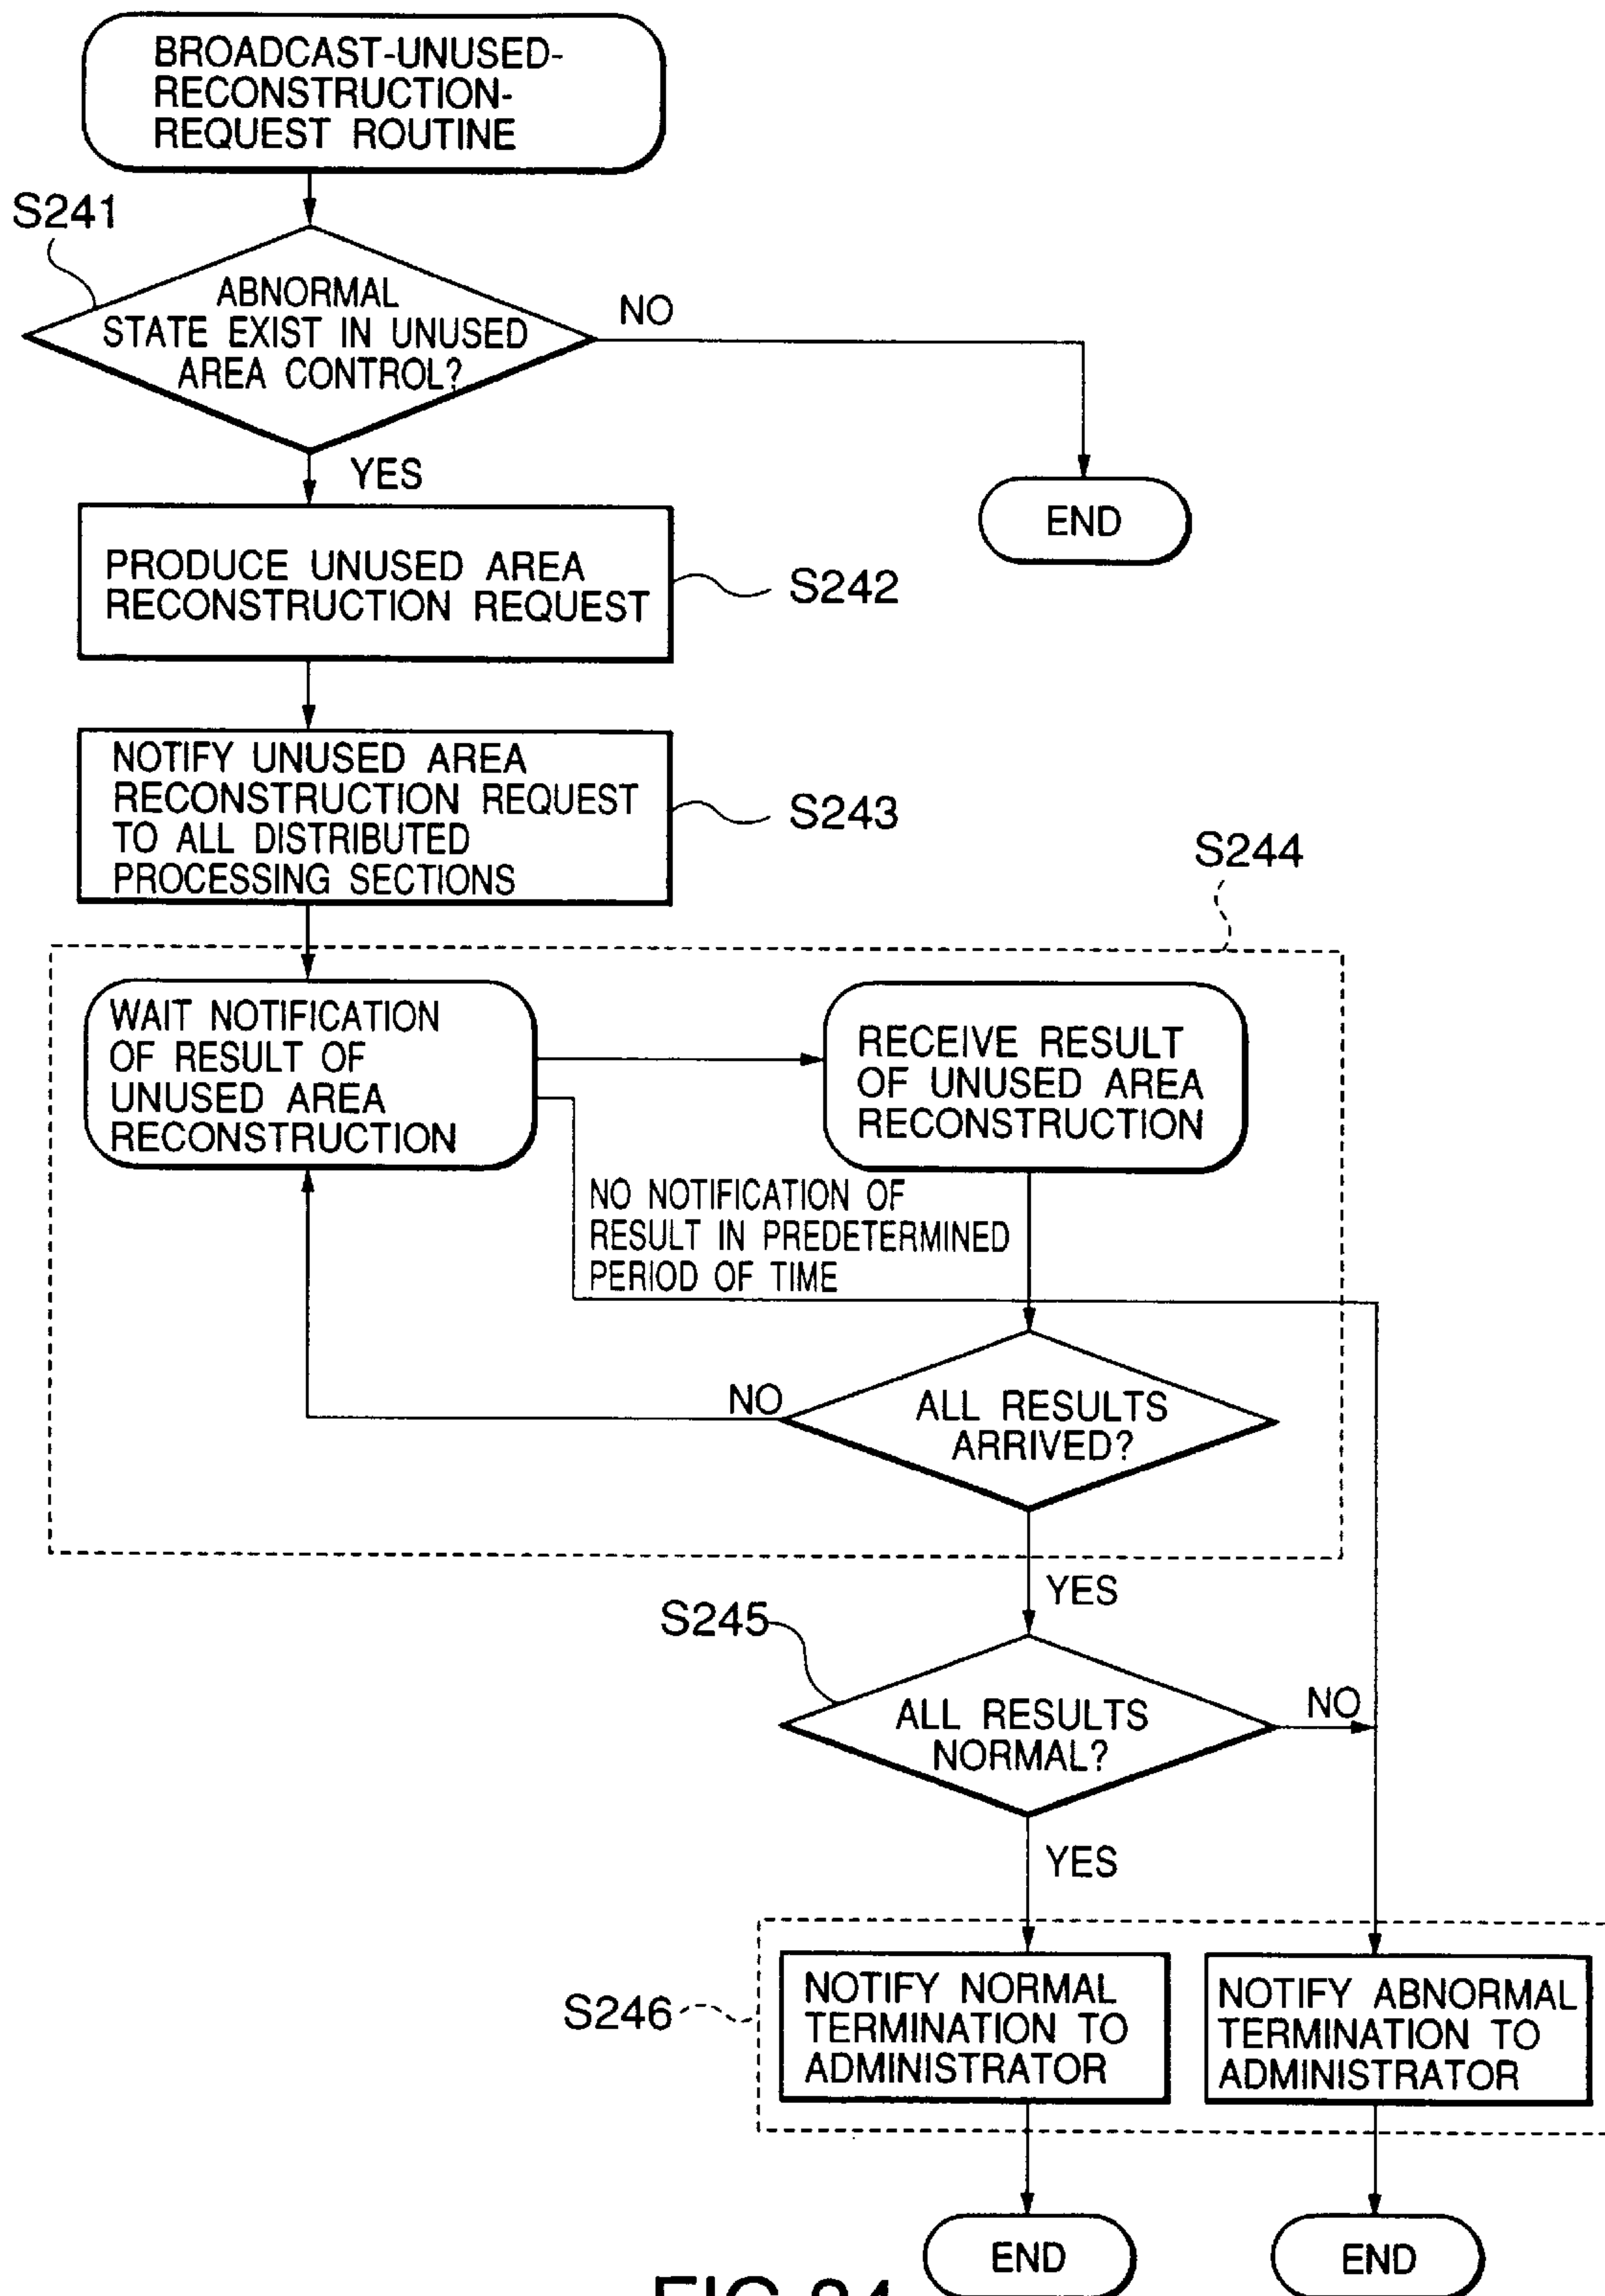 BROADCAST-UNUSED-
RECONSTRUCTION-
REQUEST ROUTINE
S241
ABNORMAL
STATE EXIST IN UNUSED
AREA CONTROL?
NO
YES
END
PRODUCE UNUSED AREA
RECONSTRUCTION REQUEST
S242
NOTIFY UNUSED AREA
RECONSTRUCTION REQUEST
TO ALL DISTRIBUTED
PROCESSING SECTIONS
S243
S244
WAIT NOTIFICATION
OF RESULT OF
UNUSED AREA
RECONSTRUCTION
RECEIVE RESULT
OF UNUSED AREA
RECONSTRUCTION
NO NOTIFICATION OF
RESULT IN PREDETERMINED
PERIOD OF TIME
NO
ALL RESULTS
ARRIVED?
YES
S245
ALL RESULTS
NORMAL?
NO
YES
S246
NOTIFY NORMAL
TERMINATION TO
ADMINISTRATOR
NOTIFY ABNORMAL
TERMINATION TO
ADMINISTRATOR
END
END